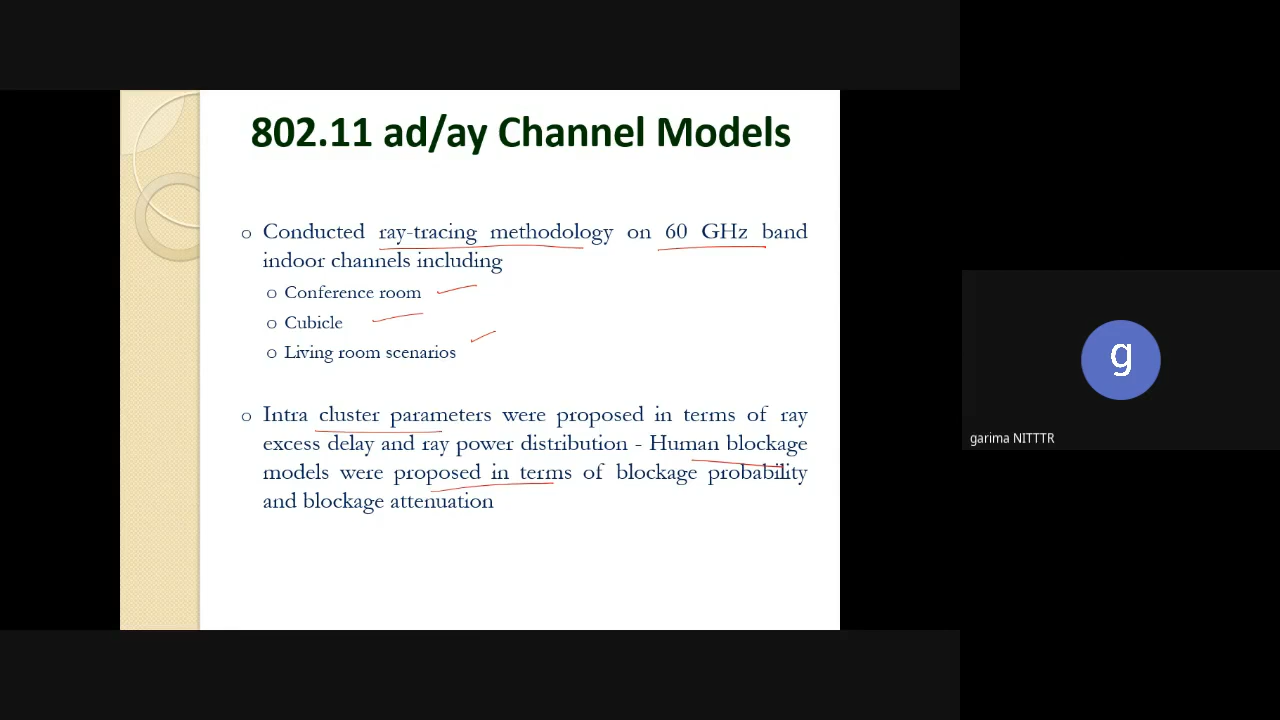 802.11 ad/ay Channel Models
o Conducted ray-tracing methodology on 60 GHz band
indoor channels including
o Conference room
o Cubicle
o Living room scenarios
o Intra cluster parameters were proposed in terms of ray
excess delay and ray power distribution - Human blockage
models were proposed in terms of blockage probability
and blockage attenuation
g
garima NITTTR